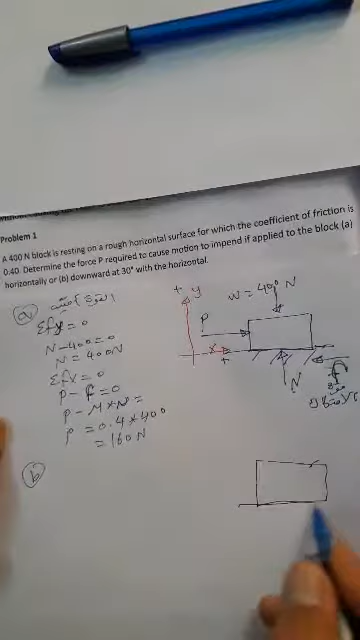 Problem 1
A 400 N block is resting on a rough horizontal surface for which the coefficient of friction is
0.40. Determine the force P required to cause motion to impend if applied to the block (a)
horizontally or (b) downward at 30° with the horizontal.
(a)
Σfy = 0
N - 400 = 0
N = 400N
Σfx = 0
P - f = 0
P - M * N =
P = 0.4 * 400
= 160 N
+ y
w = 400 N
P
x
+
N
(b)